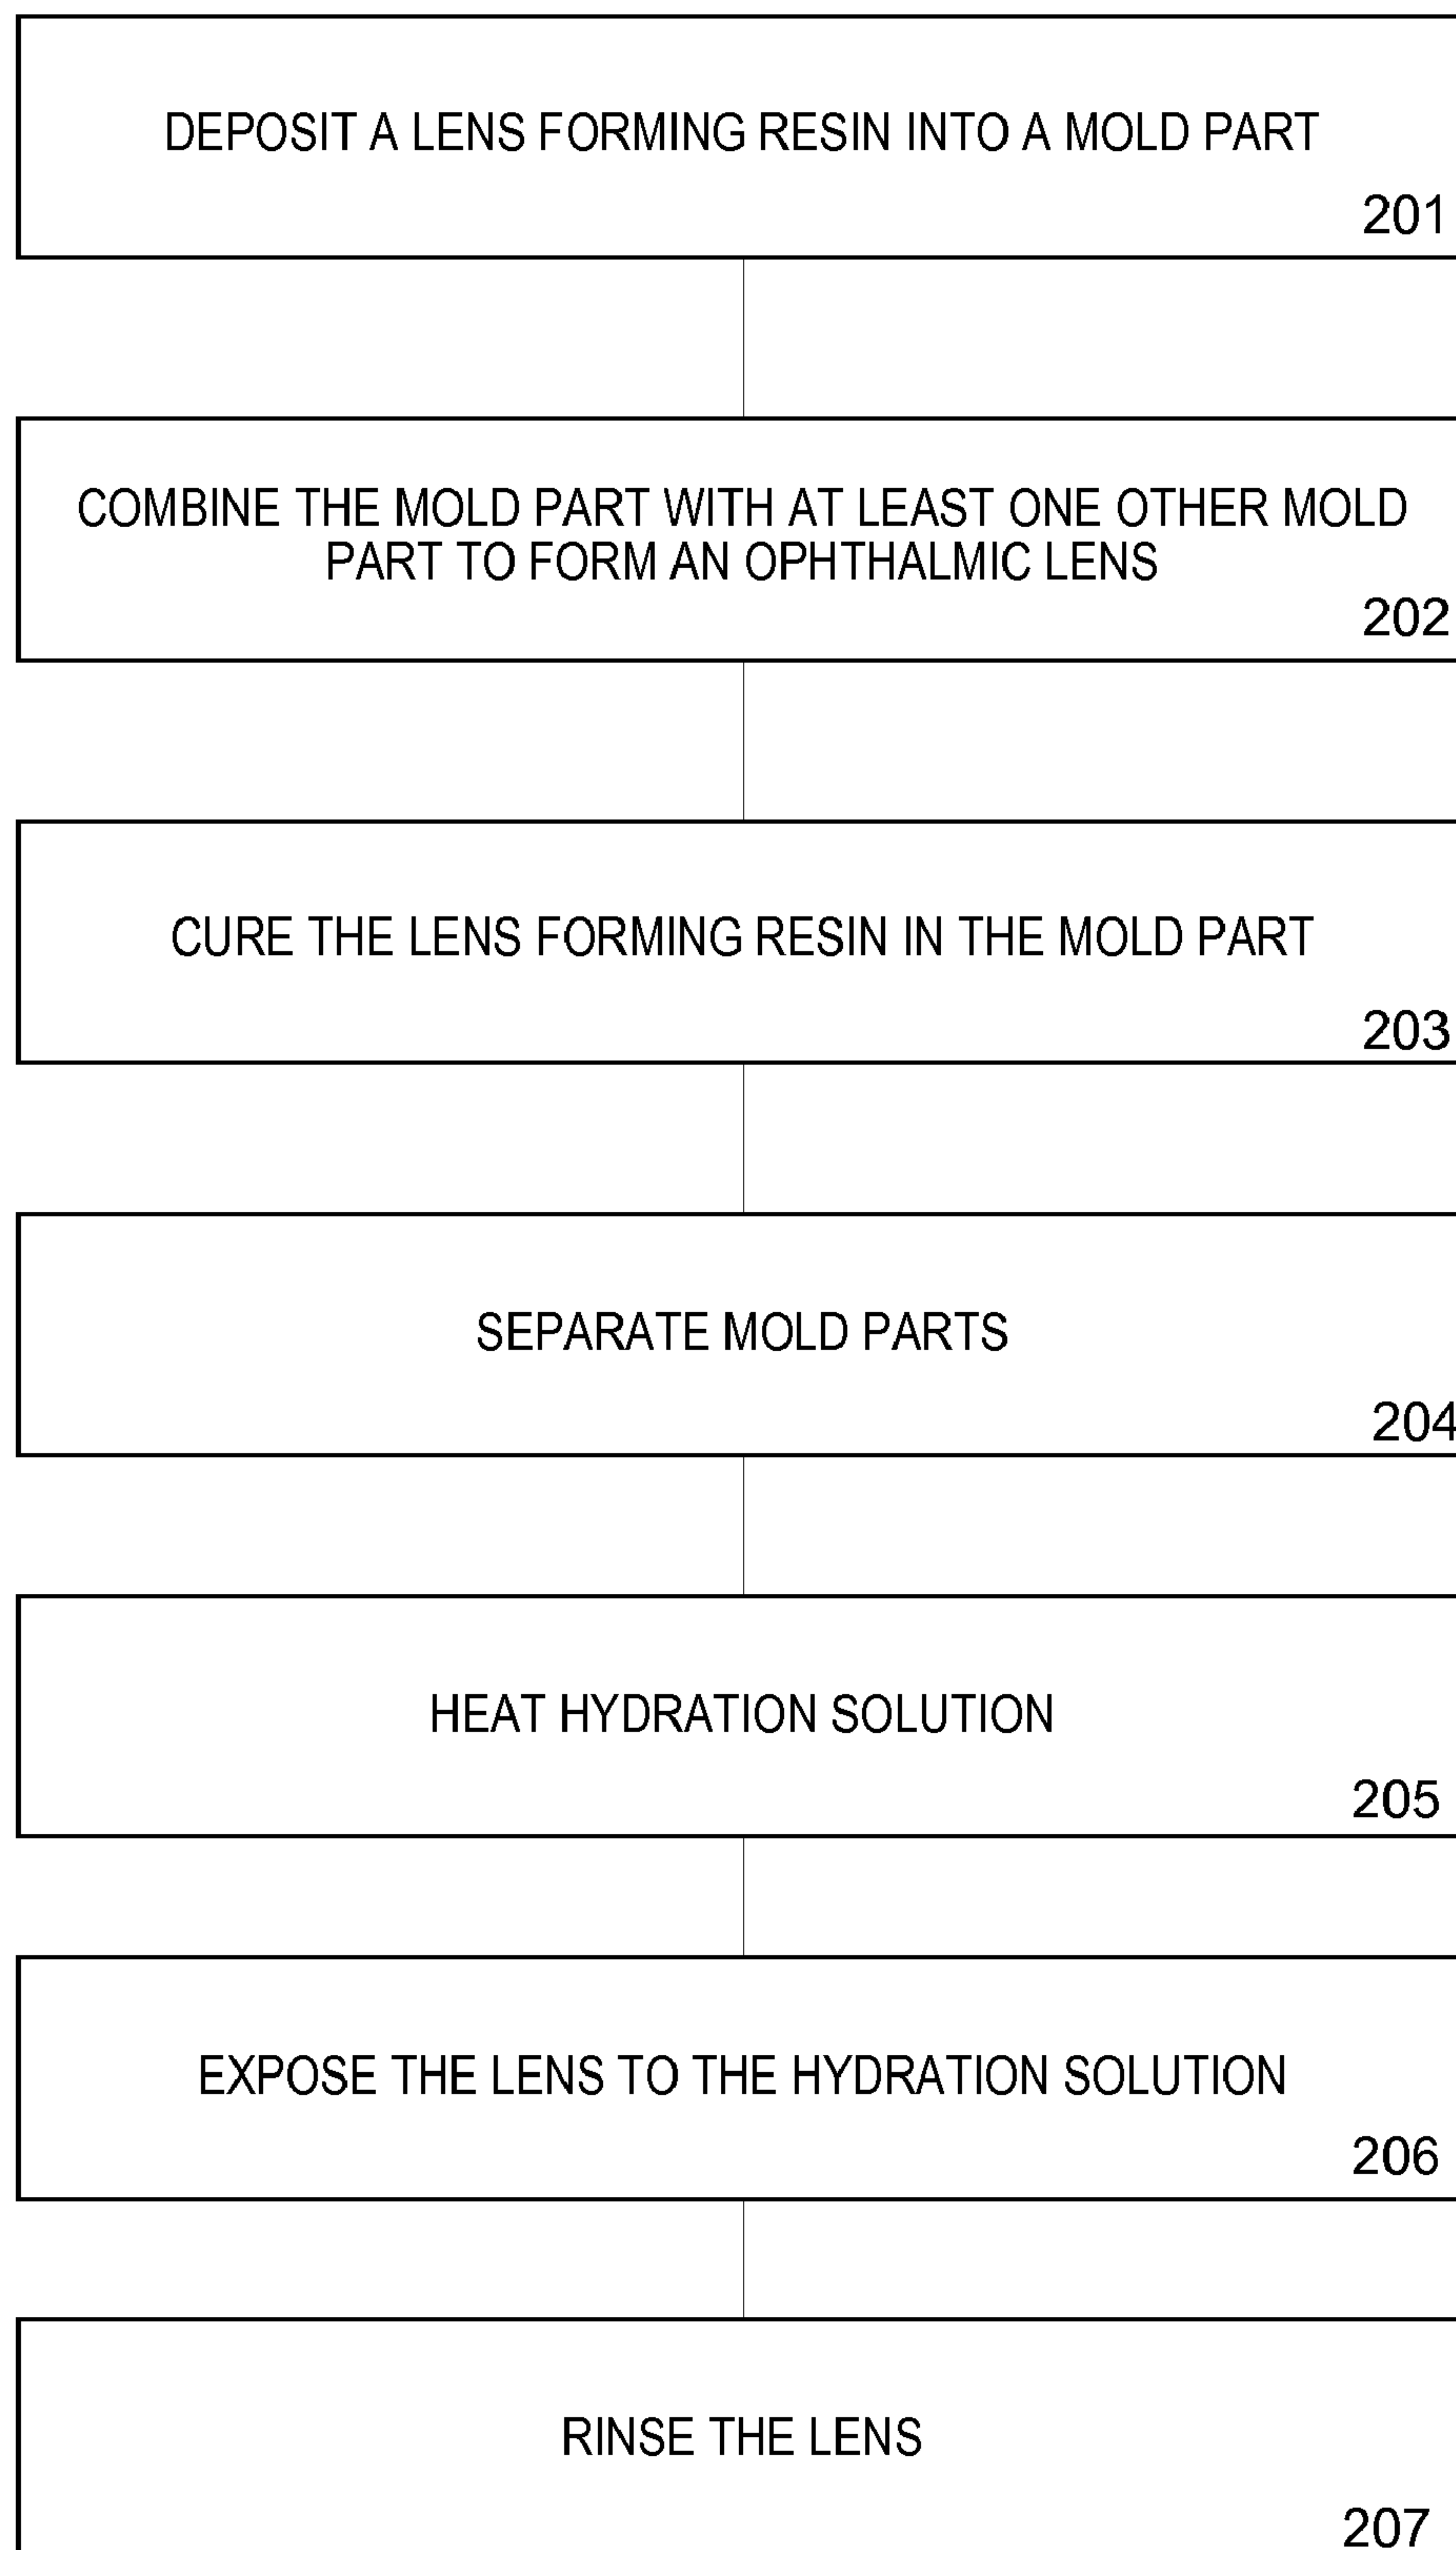 DEPOSIT A LENS FORMING RESIN INTO A MOLD PART
201
COMBINE THE MOLD PART WITH AT LEAST ONE OTHER MOLD
PART TO FORM AN OPHTHALMIC LENS
202
CURE THE LENS FORMING RESIN IN THE MOLD PART
203
SEPARATE MOLD PARTS
204
HEAT HYDRATION SOLUTION
205
EXPOSE THE LENS TO THE HYDRATION SOLUTION
206
RINSE THE LENS
207